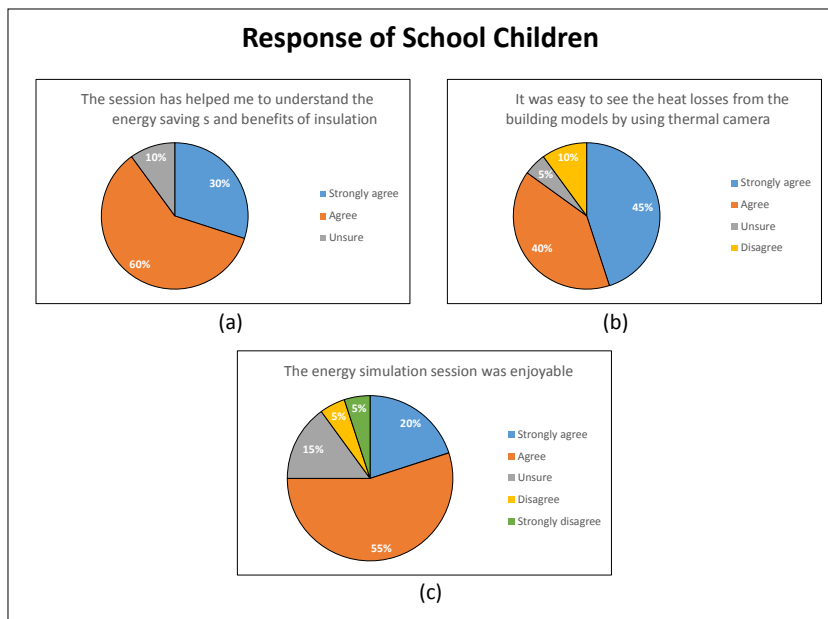 Response of School Children
The session has helped me to understand the
energy saving s and benefits of insulation
10%
30%
60%
Strongly agree
Agree
Unsure
(a)
It was easy to see the heat losses from the
building models by using thermal camera
10%
5%
45%
40%
Strongly agree
Agree
Unsure
Disagree
(b)
The energy simulation session was enjoyable
5%
5%
20%
15%
55%
Strongly agree
Agree
Unsure
Disagree
Strongly disagree
(c)